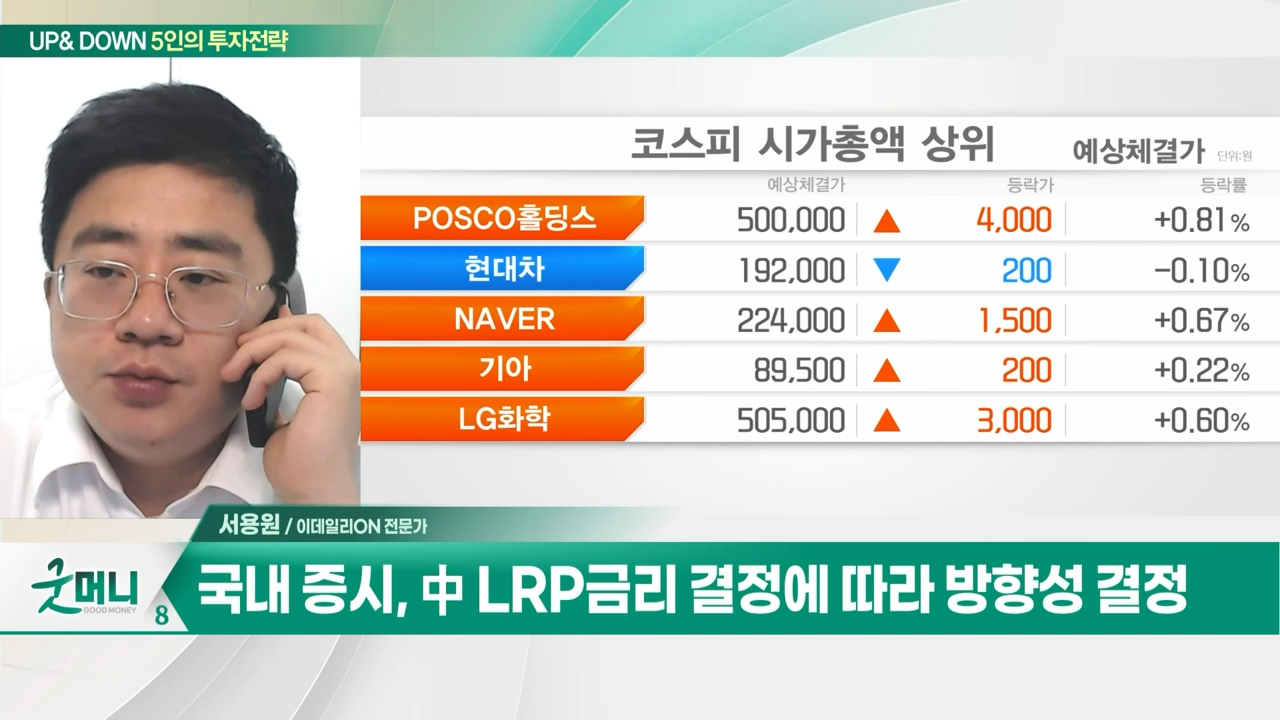 UP& DOWN 5인의 투자전략
코스피 시가총액 상위 예상체결가 단위:원
예상체결가 등락가 등락률
POSCO홀딩스 500,000 ▲ 4,000 +0.81%
현대차 192,000 ▼ 200 -0.10%
NAVER 224,000 ▲ 1,500 +0.67%
기아 89,500 ▲ 200 +0.22%
LG화학 505,000 ▲ 3,000 +0.60%
서용원 / 이데일리ON 전문가
굿머니
GOOD MONEY
8
국내 증시, 中 LRP금리 결정에 따라 방향성 결정